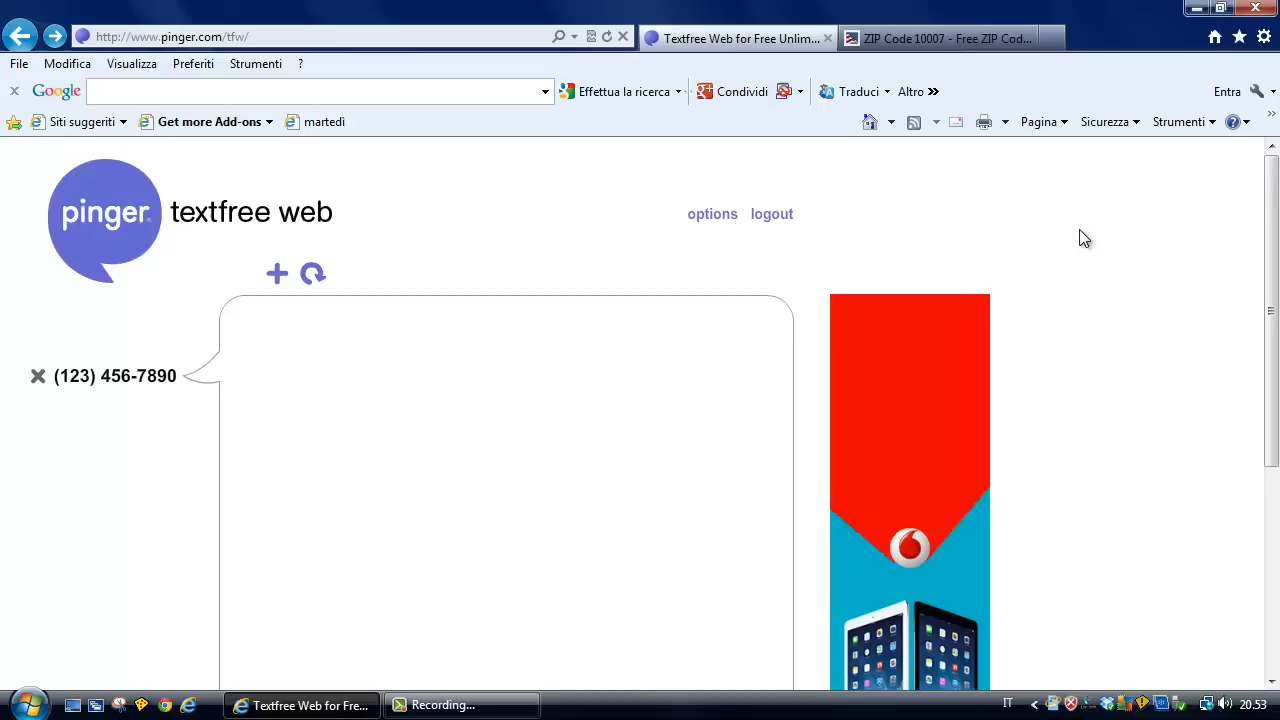 http://www.pinger.com/tfw/
Textfree Web for Free Unlim...
ZIP Code 10007 - Free ZIP Cod...
File Modifica Visualizza Preferiti Strumenti ?
Google Effettua la ricerca Condividi Traduci Altro » Entra
Siti suggeriti Get more Add-ons martedì Pagina Sicurezza Strumenti
pinger textfree web
options logout
(123) 456-7890
Textfree Web for Fre...
Recording...
IT
20.53